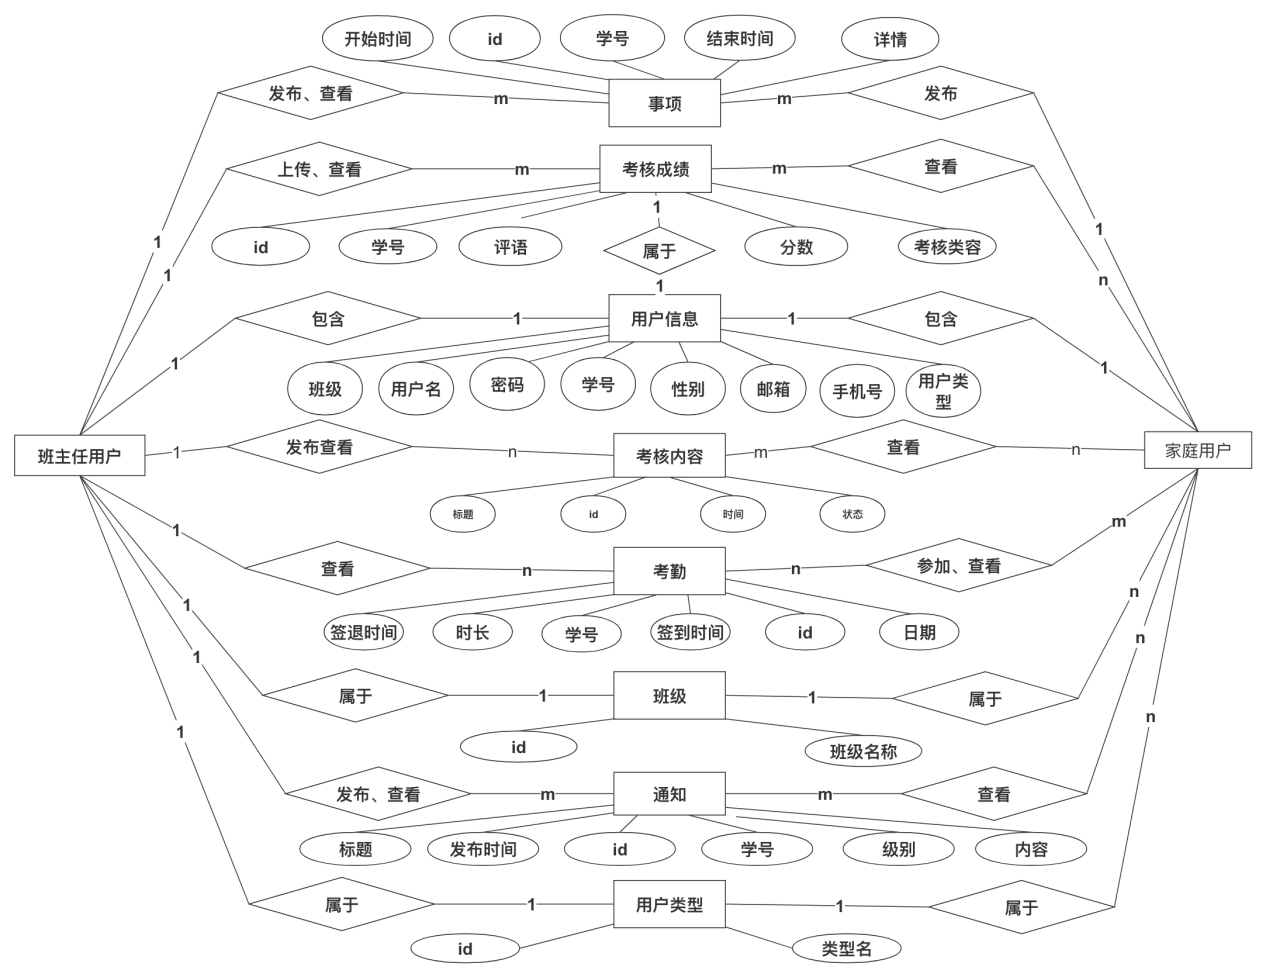 开始时间
id
学号
结束时间
详情
发布、查看
m
事项
m
发布
上传、查看
m
考核成绩
m
查看
1
1
id
学号
评语
1
属于
分数
考核类容
1
1
n
1
包含
1
用户信息
1
包含
1
1
班级
用户名
密码
学号
性别
邮箱
手机号
用户类
型
班主任用户
1
发布查看
n
考核内容
m
查看
n
家庭用户
标题
id
时间
状态
1
查看
n
考勤
n
参加、查看
m
签退时间
时长
学号
签到时间
id
日期
1
n
1
n
属于
1
班级
1
属于
id
班级名称
1
n
发布、查看
m
通知
m
查看
标题
发布时间
id
学号
级别
内容
属于
1
用户类型
1
属于
id
类型名